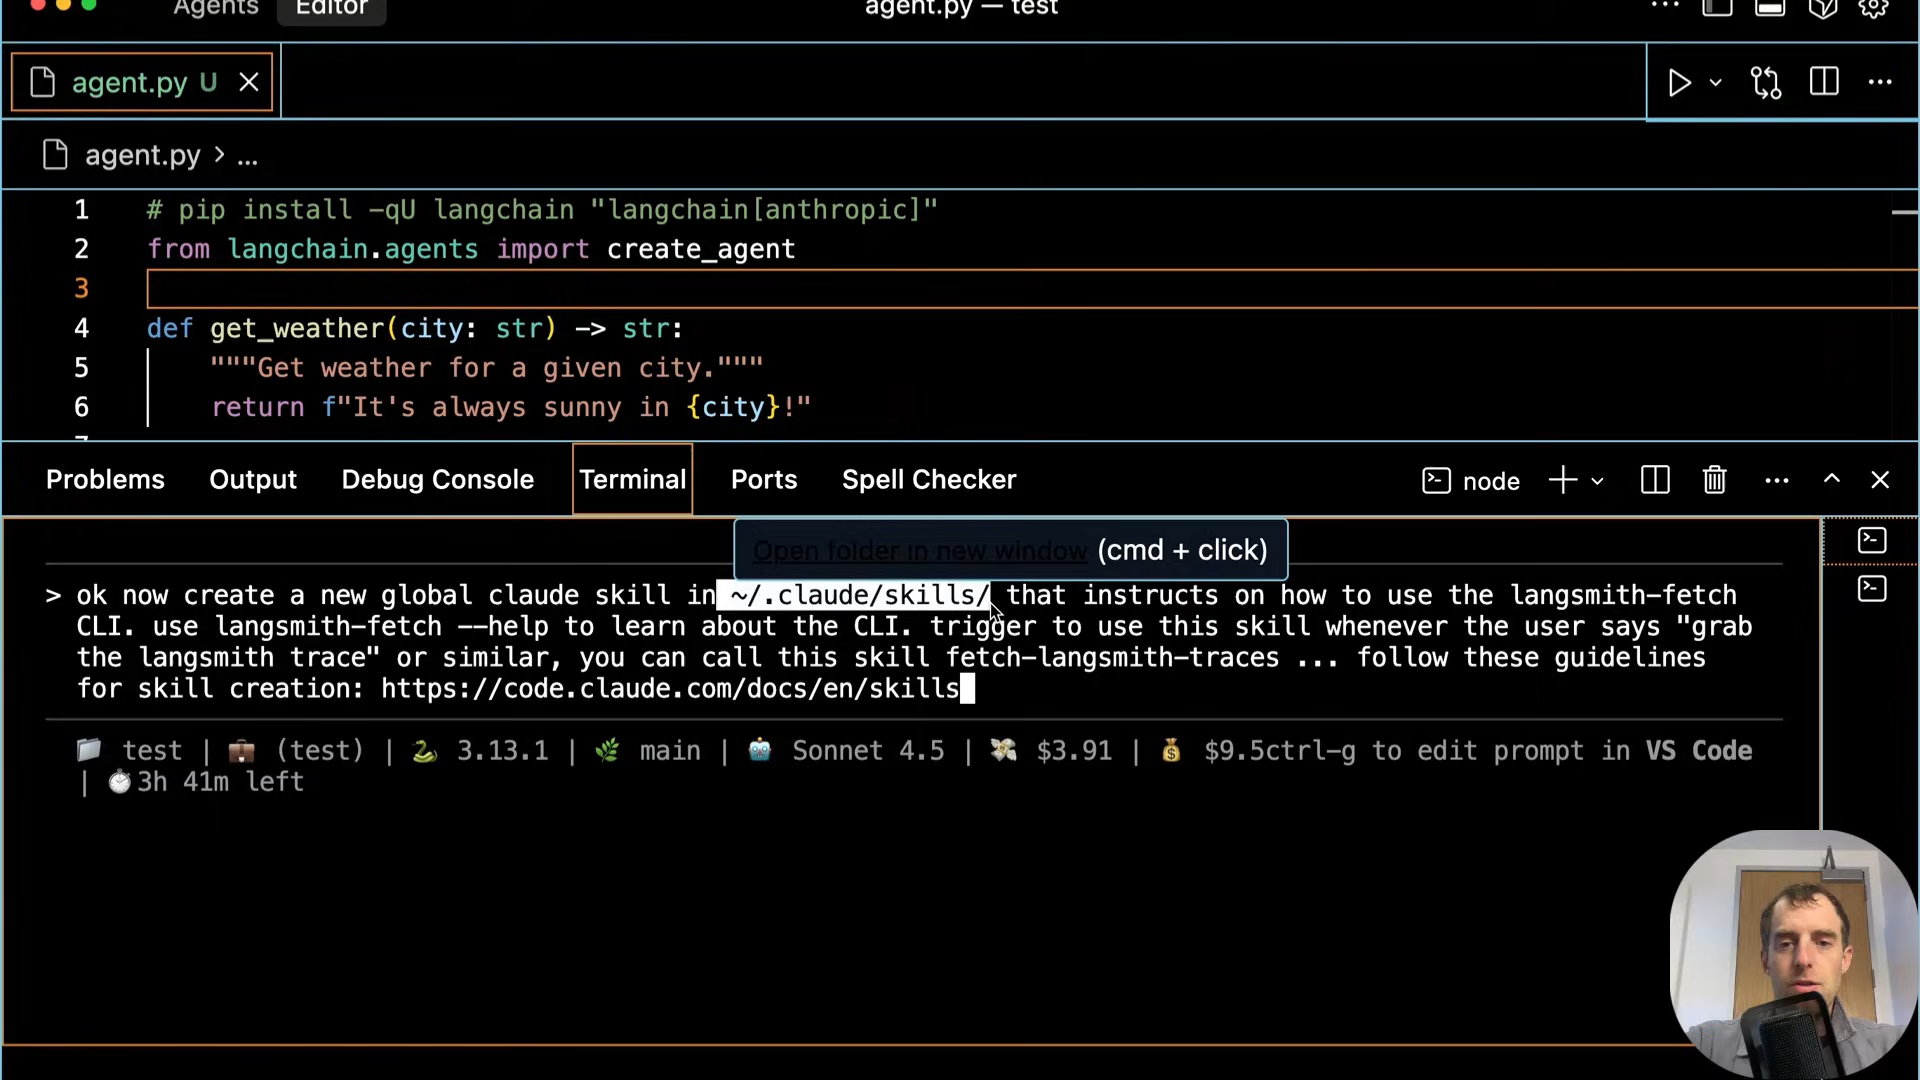 Agents
Editor
agent.py — test
agent.py U
agent.py > ...
1 # pip install -qU langchain "langchain[anthropic]"
2 from langchain.agents import create_agent
3
4 def get_weather(city: str) -> str:
5 """Get weather for a given city."""
6 return f"It's always sunny in {city}!"
Problems Output Debug Console Terminal Ports Spell Checker
node
Open folder in new window (cmd + click)
> ok now create a new global claude skill in ~/.claude/skills/ that instructs on how to use the langsmith-fetch
CLI. use langsmith-fetch --help to learn about the CLI. trigger to use this skill whenever the user says "grab
the langsmith trace" or similar, you can call this skill fetch-langsmith-traces ... follow these guidelines
for skill creation: https://code.claude.com/docs/en/skills
test | (test) | 3.13.1 | main | Sonnet 4.5 | $3.91 | $9.5ctrl-g to edit prompt in VS Code
| 3h 41m left